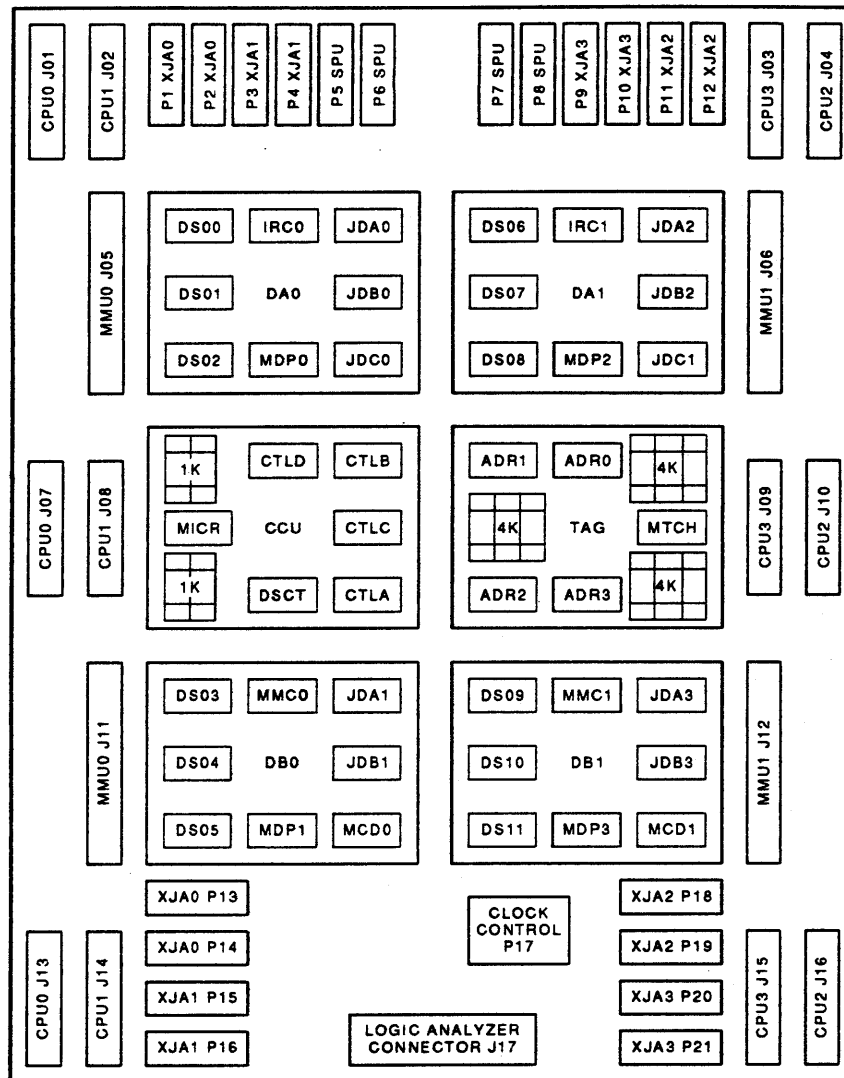 CPU0 J01
CPU1 J02
P1 XJA0
P2 XJA0
P3 XJA1
P4 XJA1
P5 SPU
P6 SPU
P7 SPU
P8 SPU
P9 XJA3
P10 XJA3
P11 XJA2
P12 XJA2
CPU3 J03
CPU2 J04
MMU0 J05
DS00 IRC0 JDA0
DS01 DA0 JDB0
DS02 MDP0 JDC0
DS06 IRC1 JDA2
DS07 DA1 JDB2
DS08 MDP2 JDC1
MMU1 J06
CPU0 J07
CPU1 J08
1K CTLD CTLB
MICR CCU CTLC
1K DSCT CTLA
ADR1 ADR0 4K
4K TAG MTCH
ADR2 ADR3 4K
CPU3 J09
CPU2 J10
MMU0 J11
DS03 MMC0 JDA1
DS04 DB0 JDB1
DS05 MDP1 MCD0
DS09 MMC1 JDA3
DS10 DB1 JDB3
DS11 MDP3 MCD1
MMU1 J12
CPU0 J13
CPU1 J14
XJA0 P13
XJA0 P14
XJA1 P15
XJA1 P16
CLOCK
CONTROL
P17
LOGIC ANALYZER
CONNECTOR J17
XJA2 P18
XJA2 P19
XJA3 P20
XJA3 P21
CPU3 J15
CPU2 J16